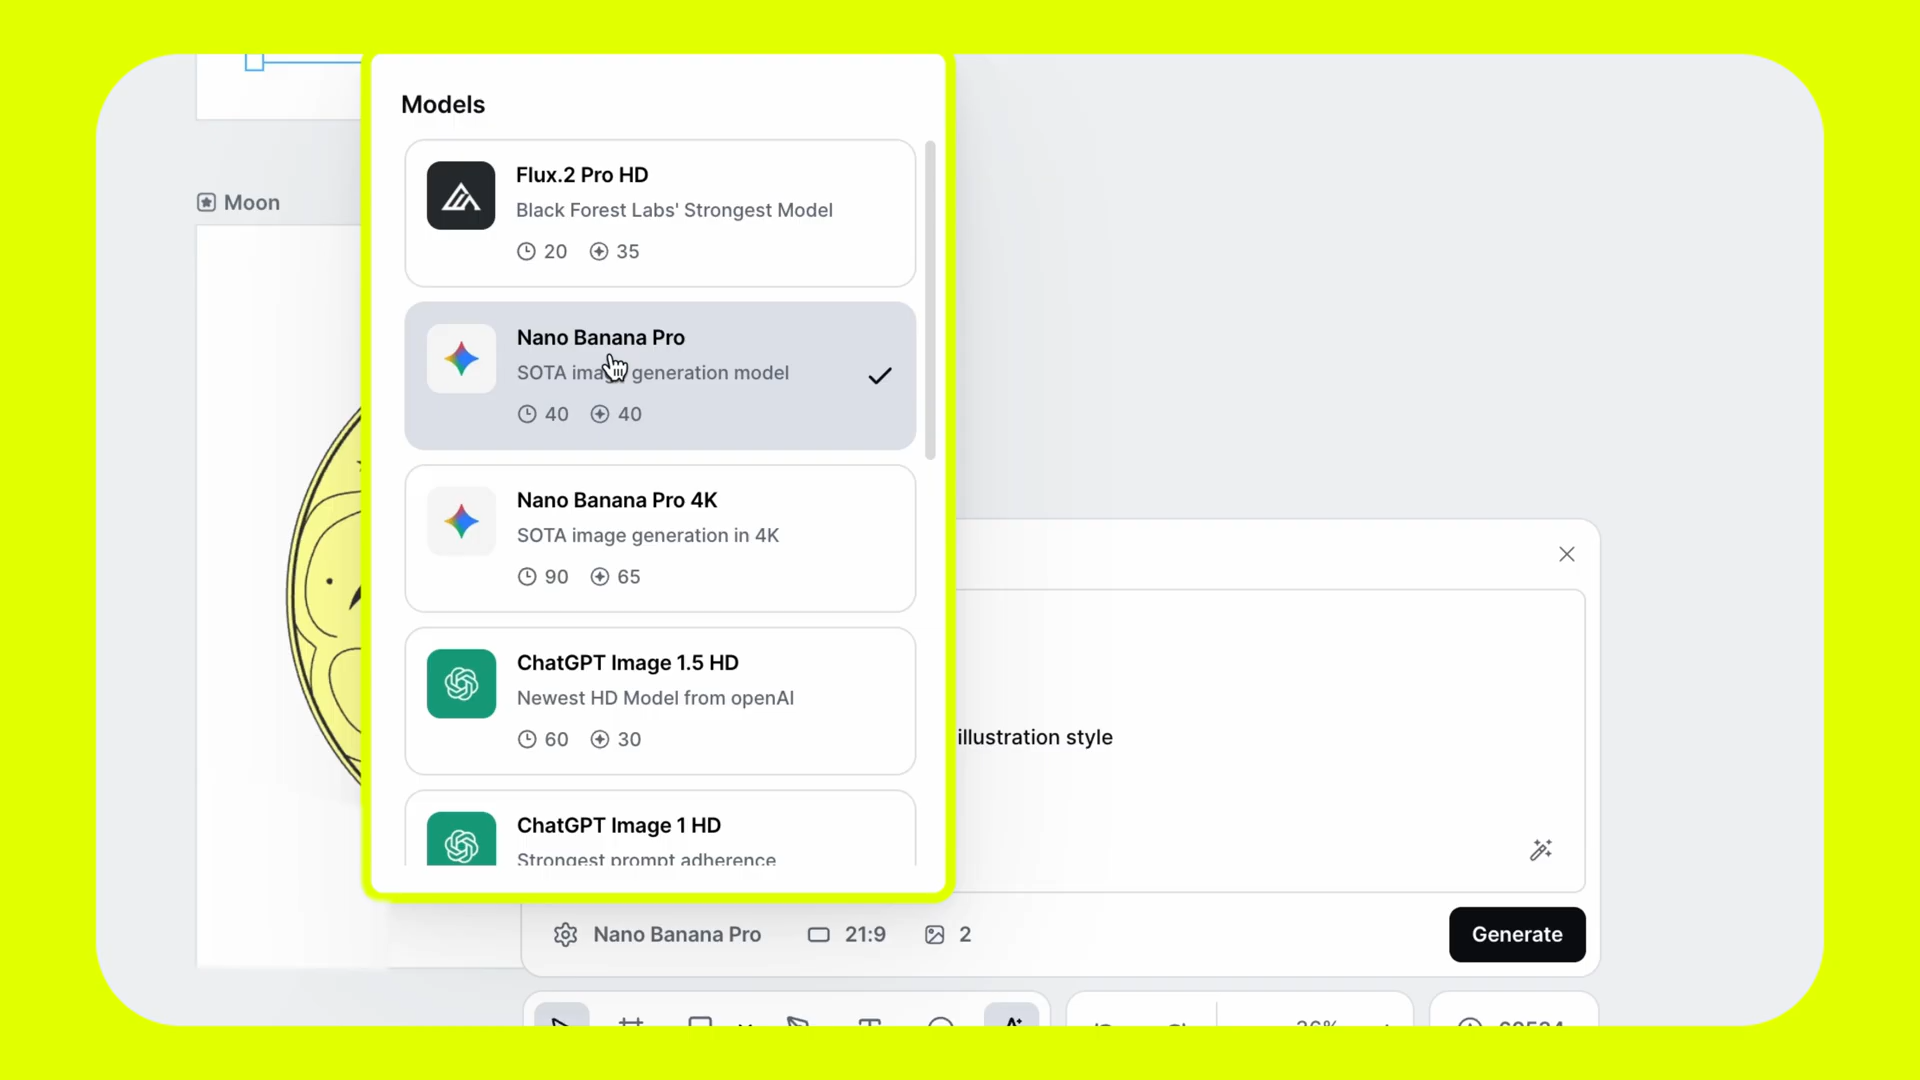 Models
Flux.2 Pro HD
Black Forest Labs' Strongest Model
20 35
Moon
Nano Banana Pro
SOTA image generation model
40 40
Nano Banana Pro 4K
SOTA image generation in 4K
90 65
ChatGPT Image 1.5 HD
Newest HD Model from openAI
60 30
illustration style
ChatGPT Image 1 HD
Strongest prompt adherence
Nano Banana Pro 21:9 2
Generate